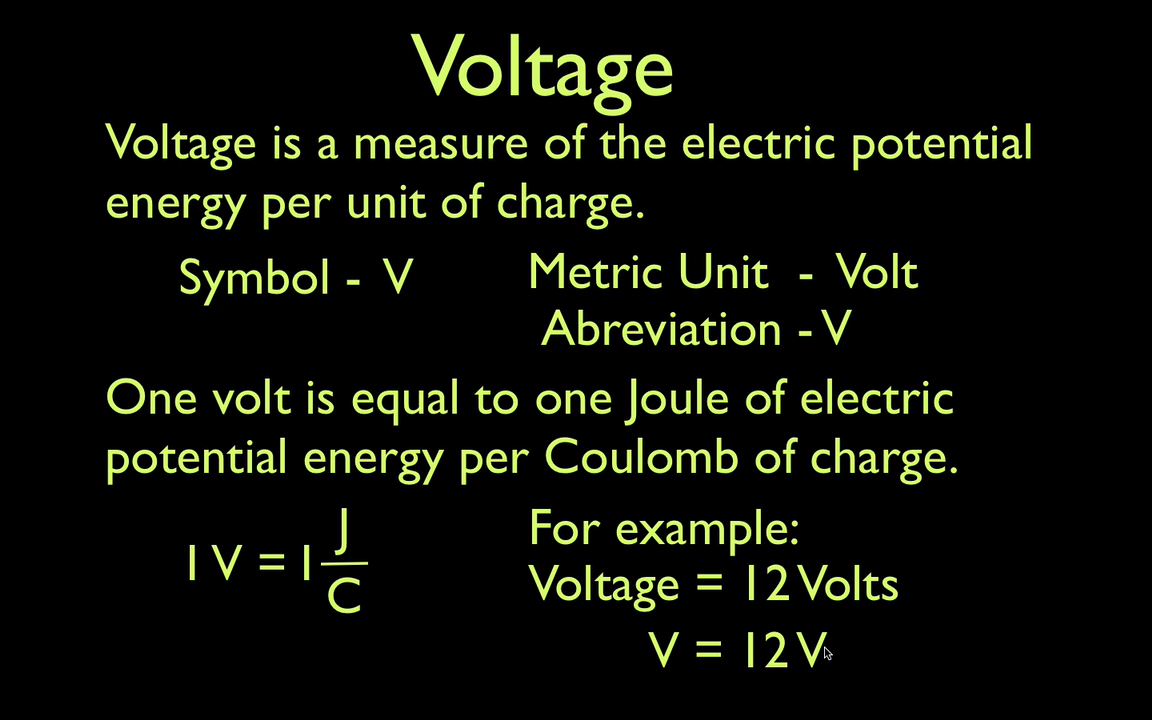 Voltage
Voltage is a measure of the electric potential
energy per unit of charge.
Symbol - V
Metric Unit - Volt
Abreviation - V
One volt is equal to one Joule of electric
potential energy per Coulomb of charge.
1 V = 1 J/C
For example:
Voltage = 12 Volts
V = 12 V